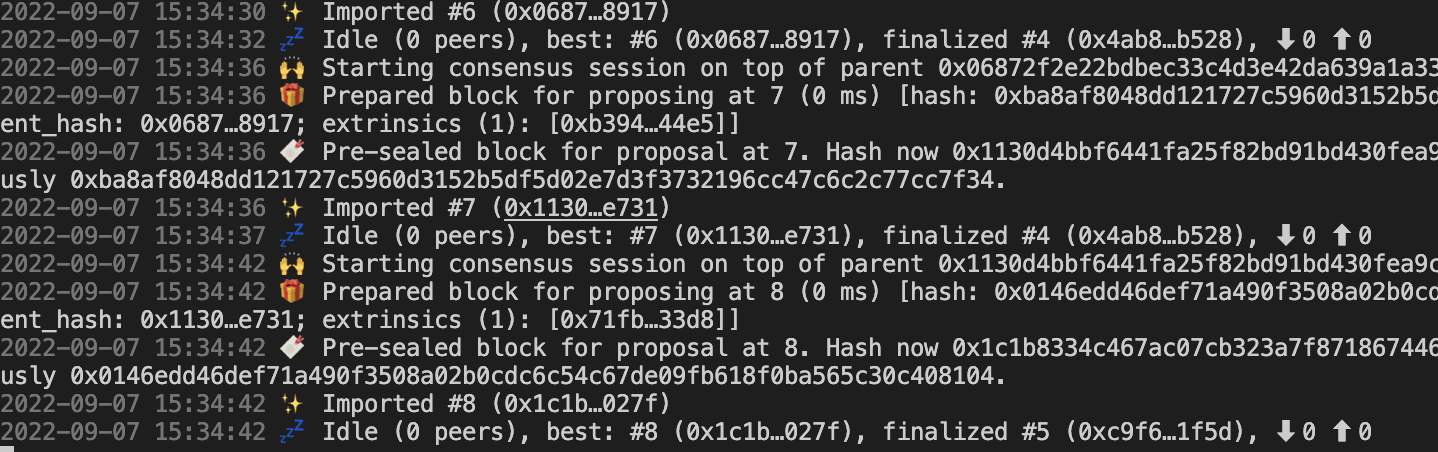 2022-09-07 15:34:30 ✨ Imported #6 (0x0687…8917)
2022-09-07 15:34:32 💤 Idle (0 peers), best: #6 (0x0687…8917), finalized #4 (0x4ab8…b528), ⬇ 0 ⬆ 0
2022-09-07 15:34:36 🙌 Starting consensus session on top of parent 0x06872f2e22bdbec33c4d3e42da639a1a33
2022-09-07 15:34:36 🎁 Prepared block for proposing at 7 (0 ms) [hash: 0xba8af8048dd121727c5960d3152b5d
ent_hash: 0x0687…8917; extrinsics (1): [0xb394…44e5]]
2022-09-07 15:34:36 🔖 Pre-sealed block for proposal at 7. Hash now 0x1130d4bbf6441fa25f82bd91bd430fea9
usly 0xba8af8048dd121727c5960d3152b5df5d02e7d3f3732196cc47c6c2c77cc7f34.
2022-09-07 15:34:36 ✨ Imported #7 (0x1130…e731)
2022-09-07 15:34:37 💤 Idle (0 peers), best: #7 (0x1130…e731), finalized #4 (0x4ab8…b528), ⬇ 0 ⬆ 0
2022-09-07 15:34:42 🙌 Starting consensus session on top of parent 0x1130d4bbf6441fa25f82bd91bd430fea9c
2022-09-07 15:34:42 🎁 Prepared block for proposing at 8 (0 ms) [hash: 0x0146edd46def71a490f3508a02b0cd
ent_hash: 0x1130…e731; extrinsics (1): [0x71fb…33d8]]
2022-09-07 15:34:42 🔖 Pre-sealed block for proposal at 8. Hash now 0x1c1b8334c467ac07cb323a7f871867446
usly 0x0146edd46def71a490f3508a02b0cdc6c54c67de09fb618f0ba565c30c408104.
2022-09-07 15:34:42 ✨ Imported #8 (0x1c1b…027f)
2022-09-07 15:34:42 💤 Idle (0 peers), best: #8 (0x1c1b…027f), finalized #5 (0xc9f6…1f5d), ⬇ 0 ⬆ 0